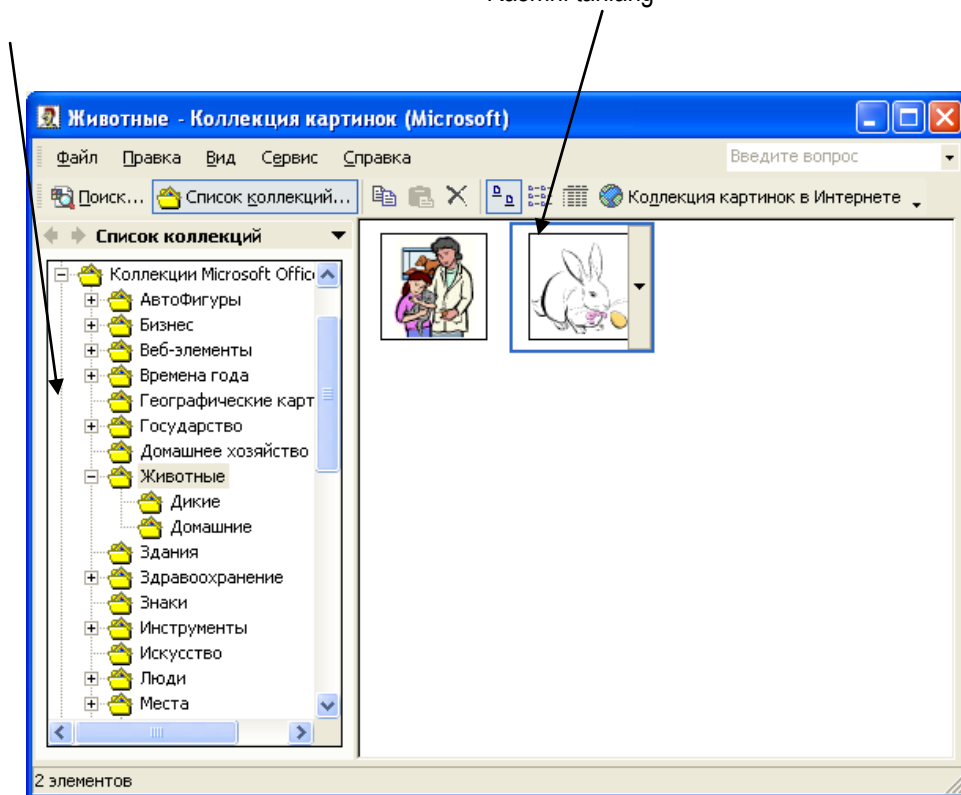 Животные - Коллекция картинок (Microsoft)
Файл Правка Вид Сервис Справка Введите вопрос
Поиск... Список коллекций... Коллекция картинок в Интернете
Список коллекций
Коллекции Microsoft Offic
АвтоФигуры
Бизнес
Веб-элементы
Времена года
Географические карт
Государство
Домашнее хозяйство
Животные
Дикие
Домашние
Здания
Здравоохранение
Знаки
Инструменты
Искусство
Люди
Места
2 элементов